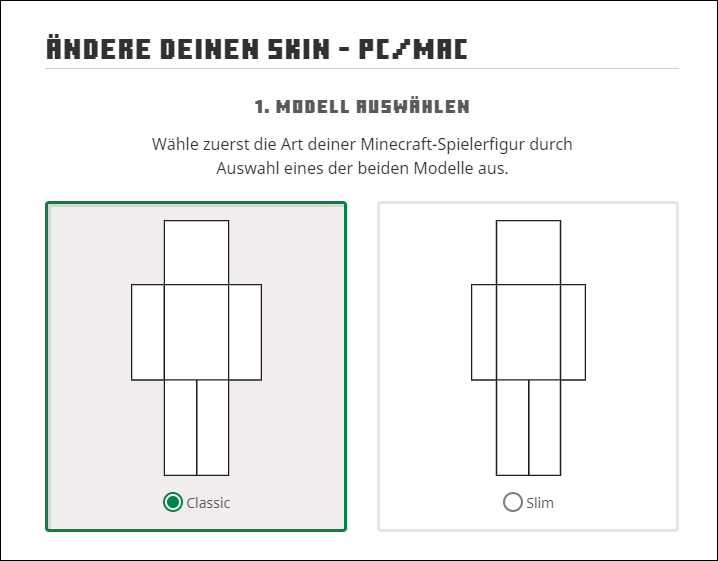 ÄNDERE DEINEN SKIN - PC/MAC
1. MODELL AUSWÄHLEN
Wähle zuerst die Art deiner Minecraft-Spielerfigur durch
Auswahl eines der beiden Modelle aus.
Classic
Slim